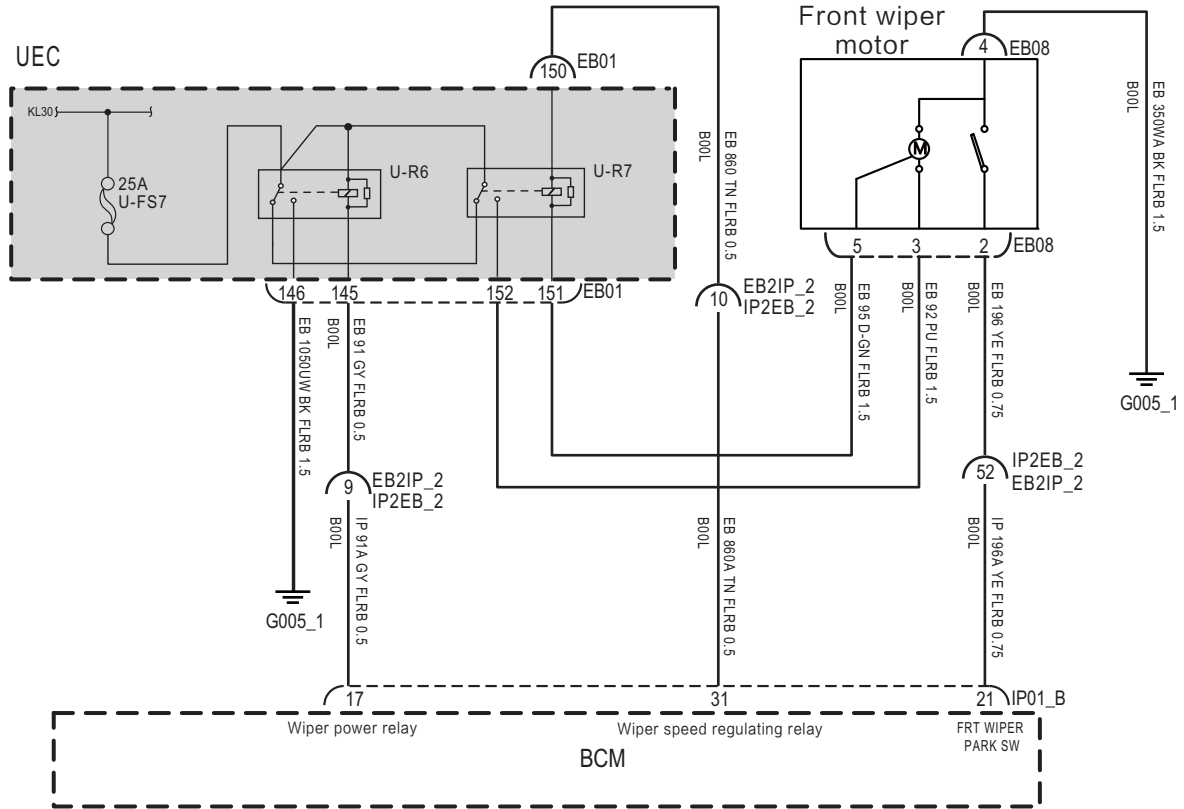 UEC
KL30
25A
U-FS7
U-R6
U-R7
150
EB01
146
145
152
151
EB01
EB 860 TN FLRB 0.5
B00L
Front wiper
motor
4
EB08
M
5
3
2
EB08
EB 350WA BK FLRB 1.5
B00L
G005_1
EB 1050UW BK FLRB 1.5
G005_1
EB 91 GY FLRB 0.5
B00L
9
EB2IP_2
IP2EB_2
IP 91A GY FLRB 0.5
B00L
10
EB2IP_2
IP2EB_2
EB 860A TN FLRB 0.5
B00L
EB 95 D-GN FLRB 1.5
B00L
EB 92 PU FLRB 1.5
B00L
EB 196 YE FLRB 0.75
B00L
52
IP2EB_2
EB2IP_2
IP 196A YE FLRB 0.75
B00L
17
31
21
IP01_B
Wiper power relay
Wiper speed regulating relay
FRT WIPER
PARK SW
BCM